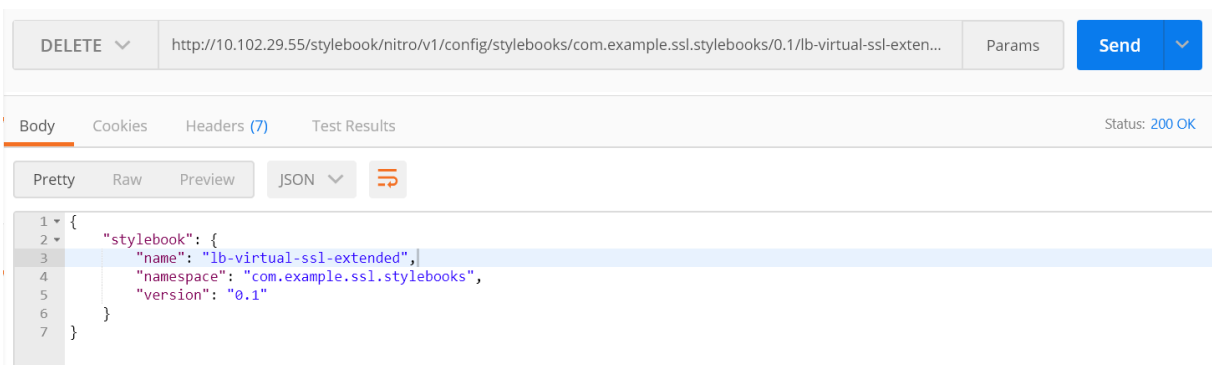 DELETE http://10.102.29.55/stylebook/nitro/v1/config/stylebooks/com.example.ssl.stylebooks/0.1/lb-virtual-ssl-exten... Params Send
Body Cookies Headers (7) Test Results Status: 200 OK
Pretty Raw Preview JSON
1 {
2 "stylebook": {
3 "name": "lb-virtual-ssl-extended",
4 "namespace": "com.example.ssl.stylebooks",
5 "version": "0.1"
6 }
7 }